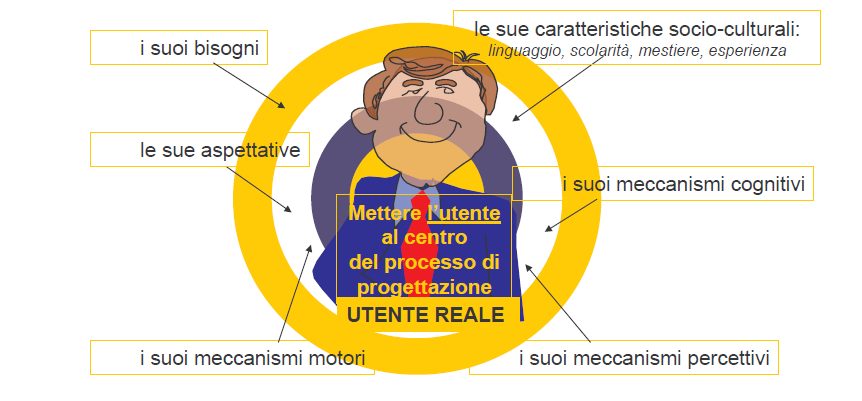 i suoi bisogni
le sue caratteristiche socio-culturali:
linguaggio, scolarità, mestiere, esperienza
le sue aspettative
i suoi meccanismi cognitivi
Mettere l'utente
al centro
del processo di
progettazione
UTENTE REALE
i suoi meccanismi motori
i suoi meccanismi percettivi